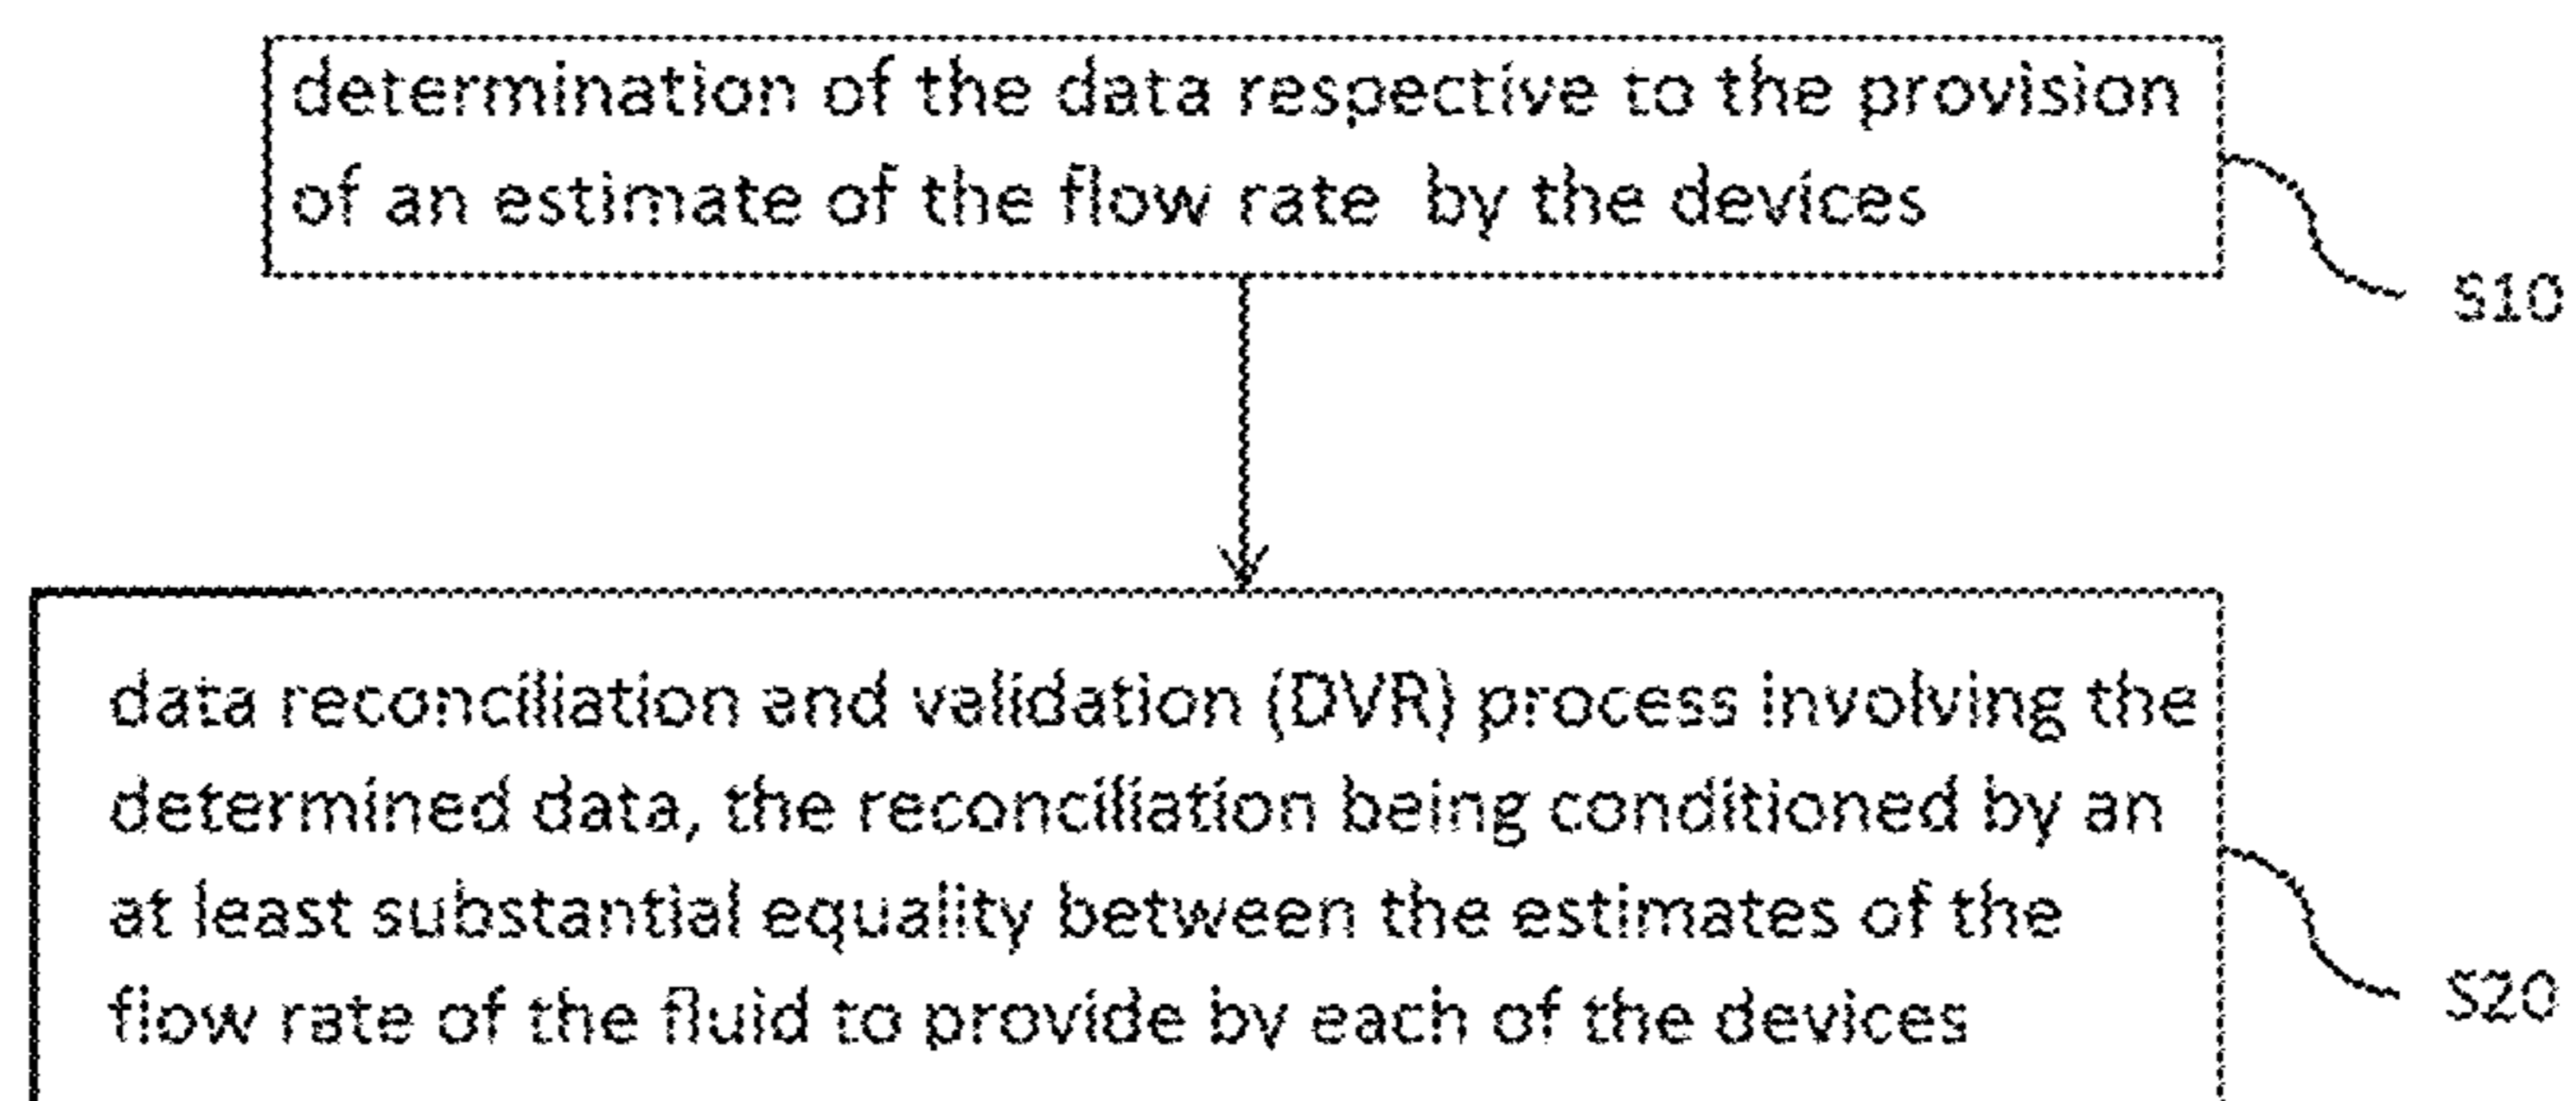 determination of the data respective to the provision
of an estimate of the flow rate by the devices
S10
data reconciliation and validation (DVR) process involving the
determined data, the reconciliation being conditioned by an
at least substantial equality between the estimates of the
flow rate of the fluid to provide by each of the devices
S20